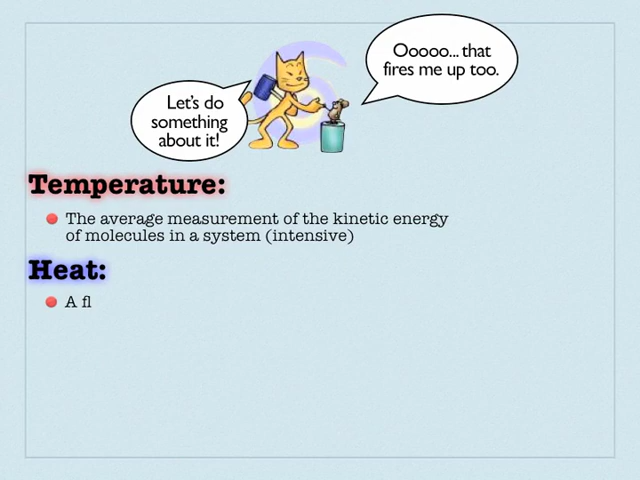 Ooooo... that
fires me up too.
Let's do
something
about it!
Temperature:
The average measurement of the kinetic energy
of molecules in a system (intensive)
Heat:
A fl